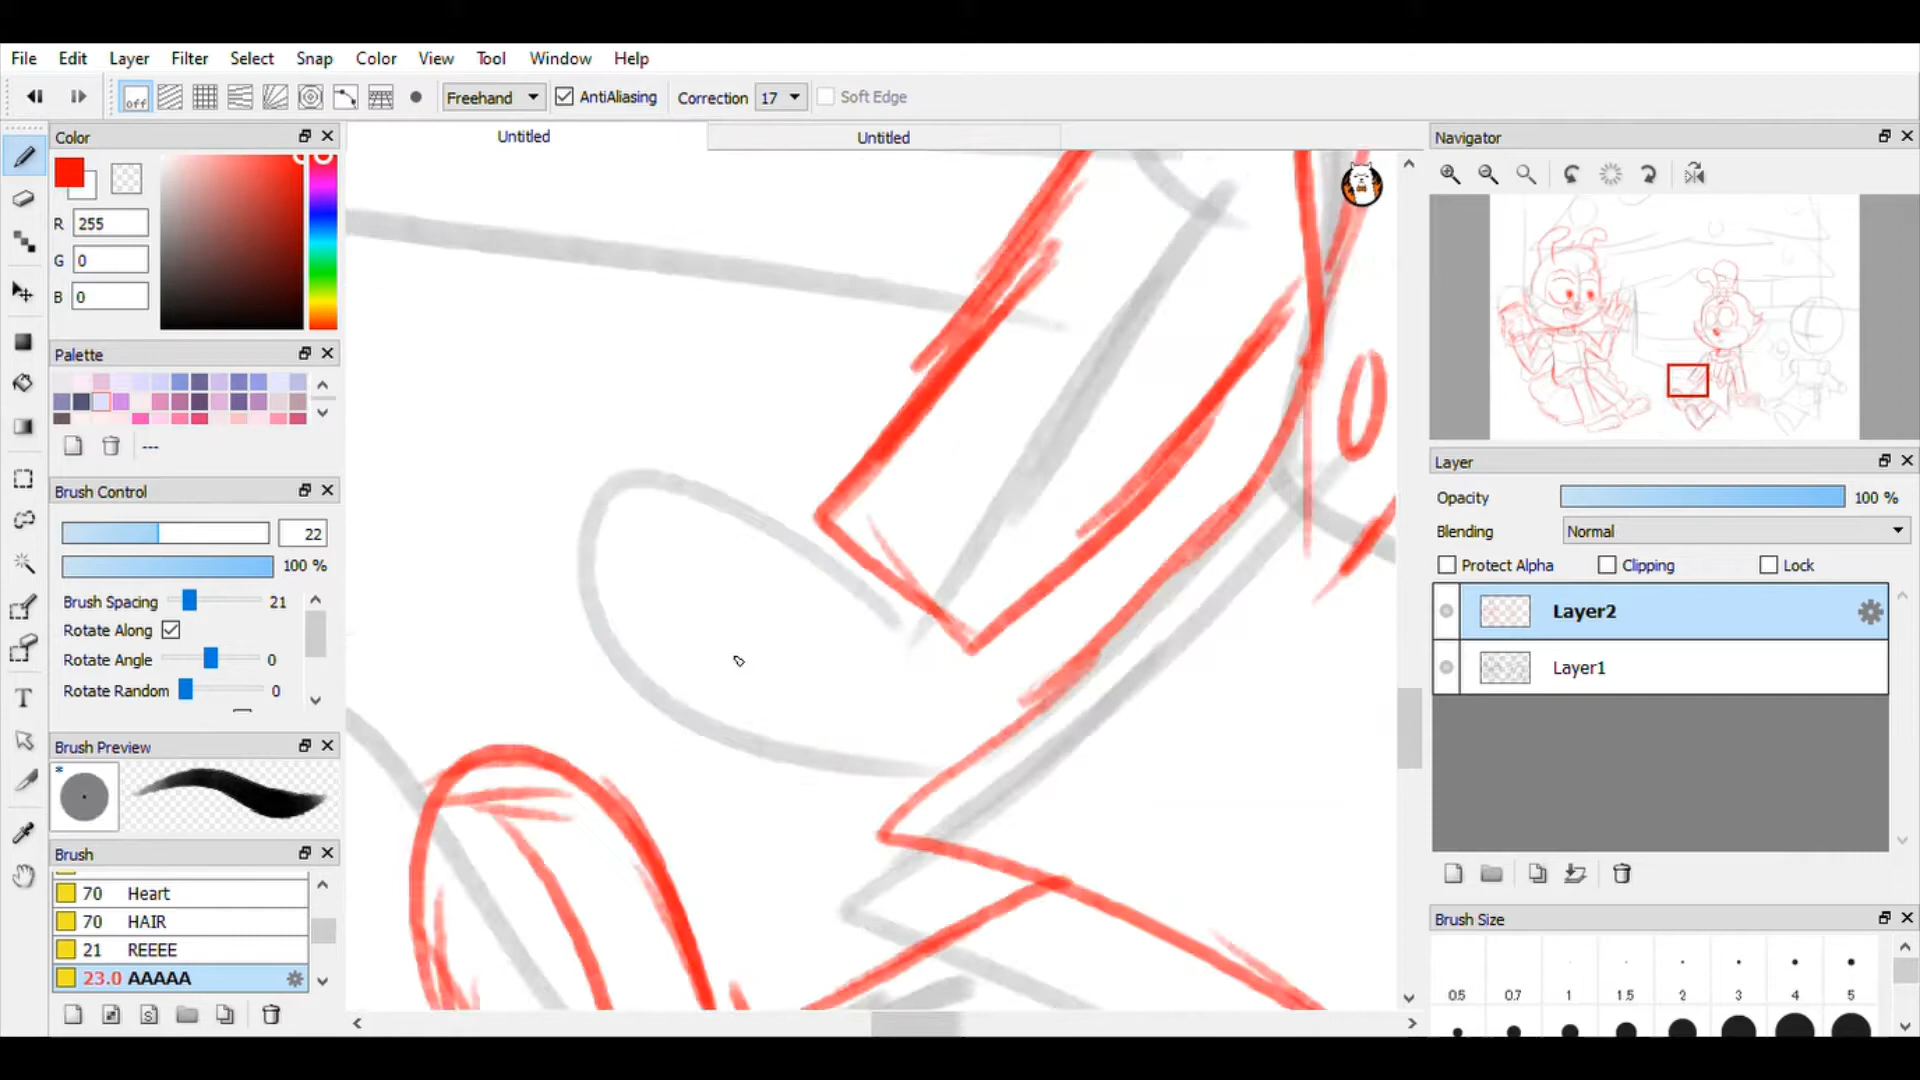 File Edit Layer Filter Select Snap Color View Tool Window Help
off Freehand AntiAliasing Correction 17 Soft Edge
Color
R 255
G 0
B 0
Palette
---
Brush Control
22
100 %
Brush Spacing 21
Rotate Along
Rotate Angle 0
Rotate Random 0
Brush Preview
*
Brush
70 Heart
70 HAIR
21 REEEE
23.0 AAAAA
Untitled Untitled
Navigator
Layer
Opacity 100 %
Blending Normal
Protect Alpha Clipping Lock
Layer2
Layer1
Brush Size
0.5 0.7 1 1.5 2 3 4 5